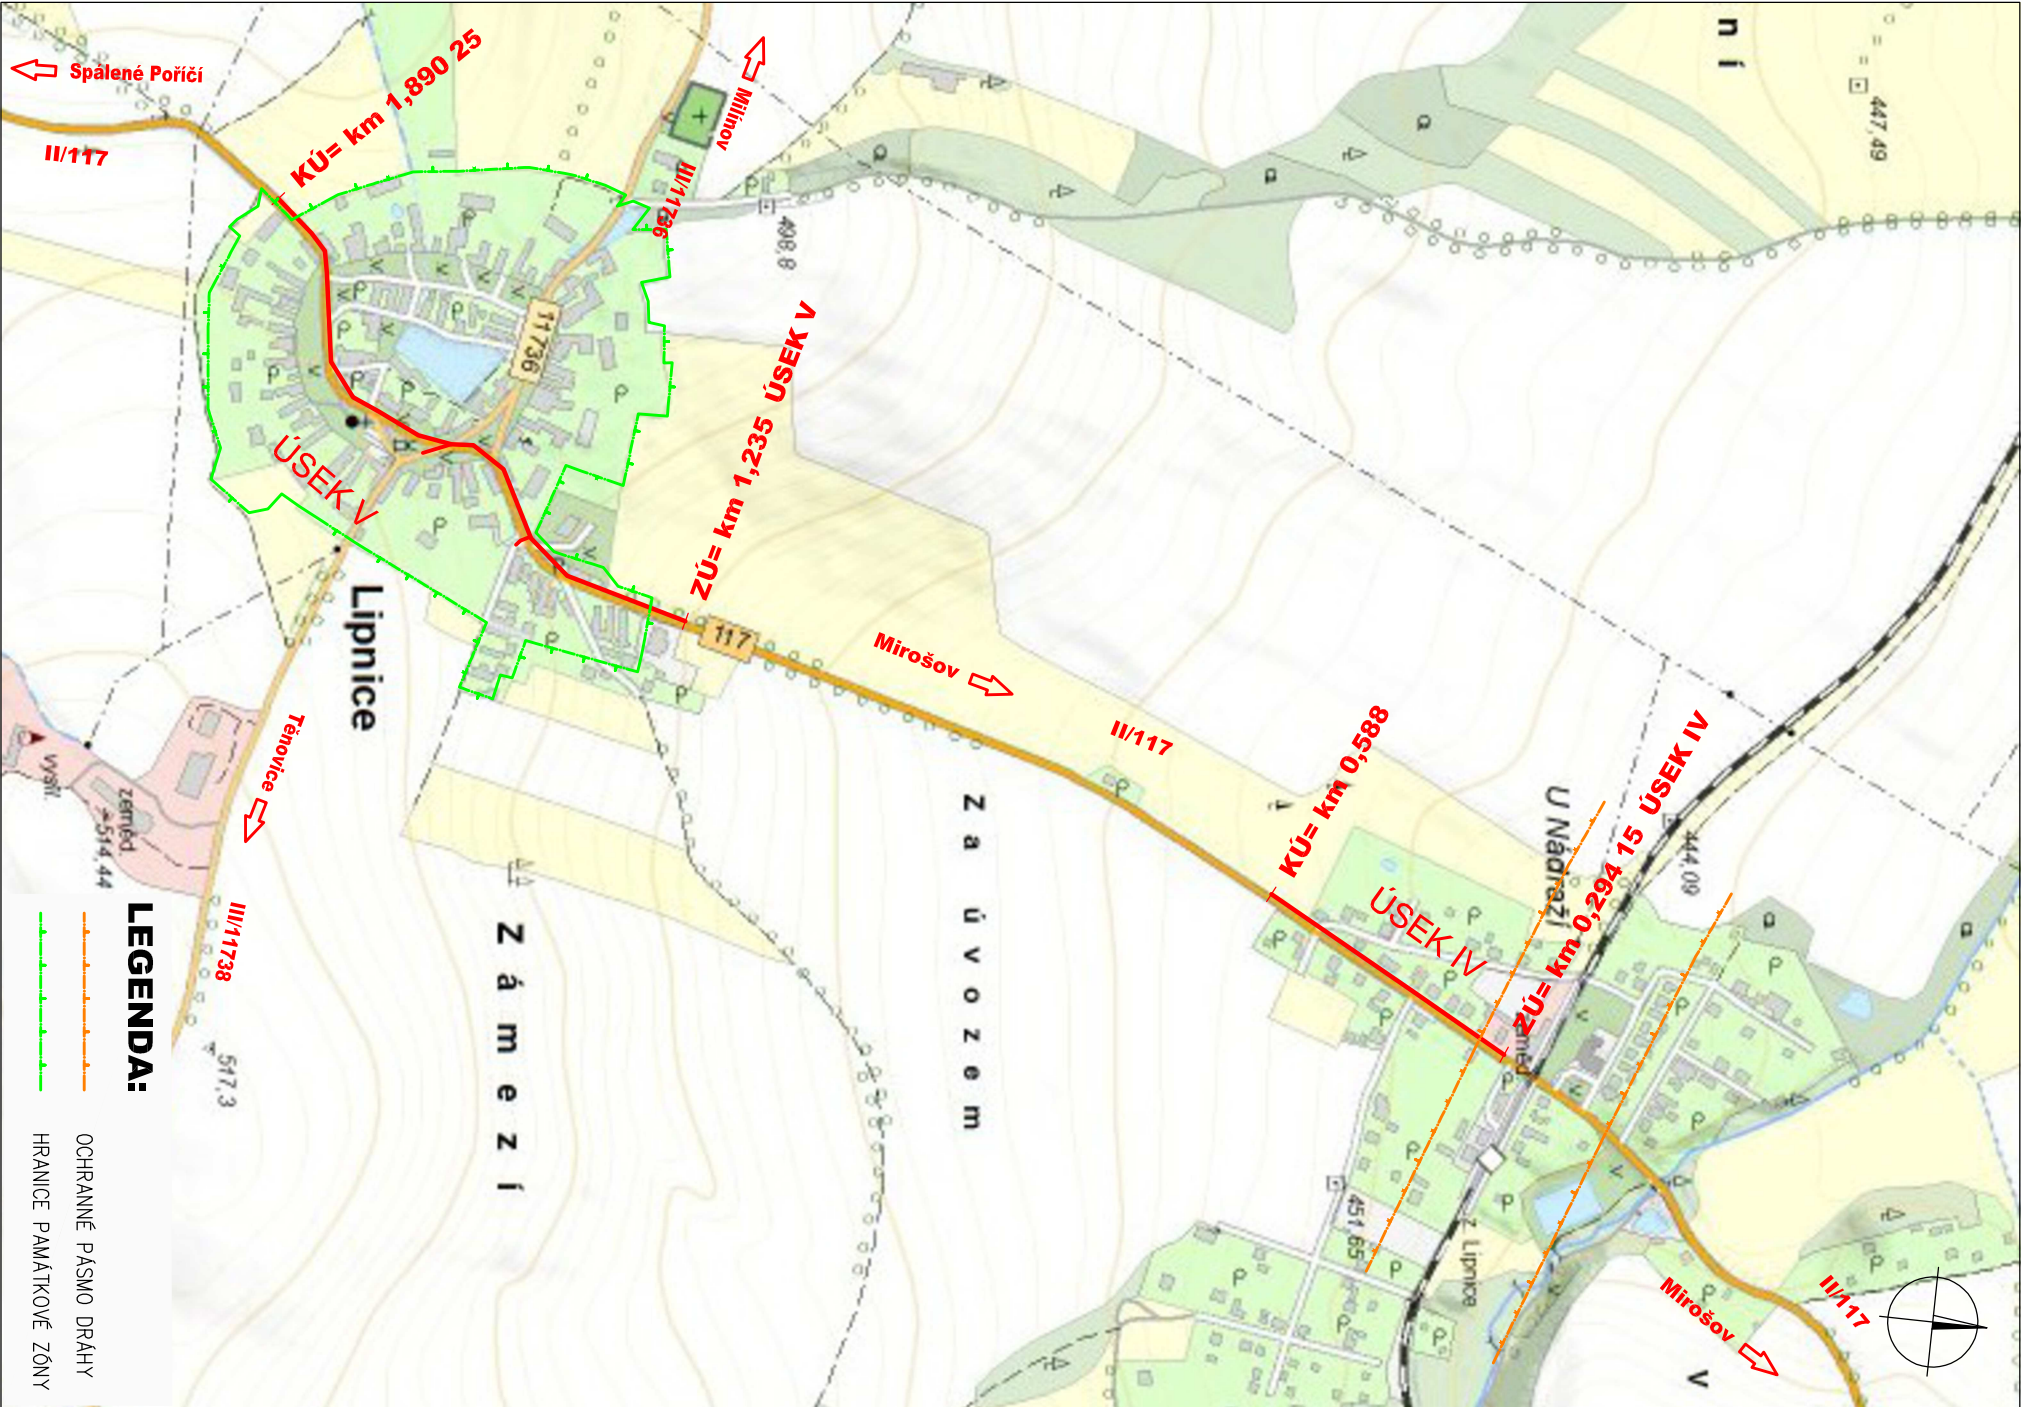 n í
447,49
Spálené Poříčí
II/117
KÚ= km 1,890 25
Milínov
III/11736
498,8
11736
ZÚ= km 1,235 ÚSEK V
ÚSEK V
Lipnice
117
Mirošov
II/117
KÚ= km 0,588
ÚSEK IV
ZÚ= km 0,294 15 ÚSEK IV
U Nádraží
444,09
Těnovice
III/11738
zeměd.
514,44
517,3
Z á m e z í
Z a ú v o z e m
451,65
z. Lipnice
Mirošov
II/117
v
LEGENDA:
OCHRANNÉ PÁSMO DRÁHY
HRANICE PAMÁTKOVÉ ZÓNY